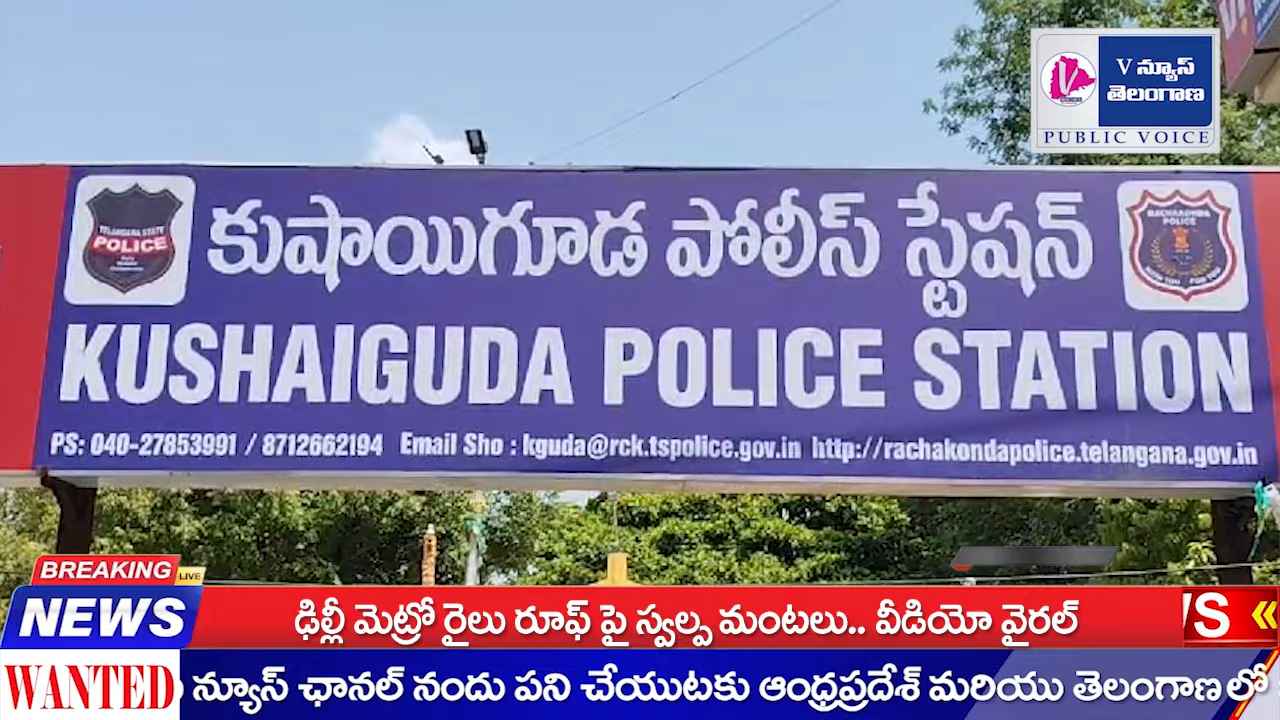 V న్యూస్
తెలంగాణ
PUBLIC VOICE
TELANGANA STATE
POLICE
కుషాయిగూడ పోలీస్ స్టేషన్
RACHAKONDA
POLICE
KUSHAIGUDA POLICE STATION
PS: 040-27853991 / 8712662194 Email Sho : kguda@rck.tspolice.gov.in http://rachakondapolice.telangana.gov.in
BREAKING
LIVE
NEWS
ఢిల్లీ మెట్రో రైలు రూఫ్ పై స్వల్ప మంటలు.. వీడియో వైరల్
WANTED
న్యూస్ ఛానల్ నందు పని చేయుటకు ఆంధ్రప్రదేశ్ మరియు తెలంగాణలో